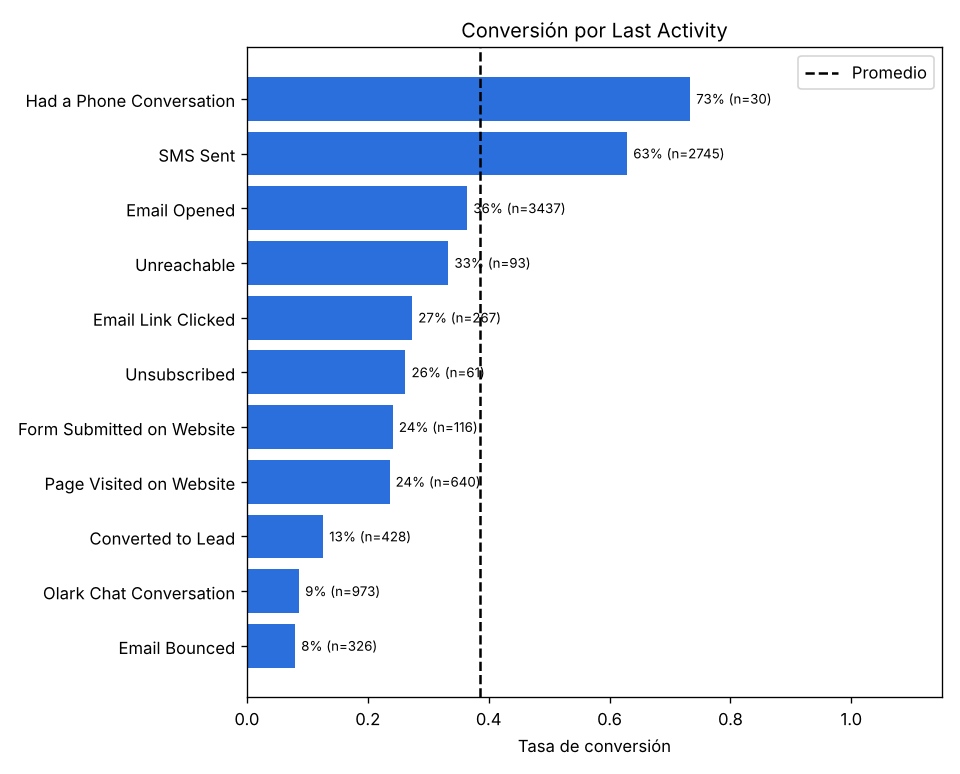 Conversión por Last Activity
Promedio
Had a Phone Conversation 73% (n=30)
SMS Sent 63% (n=2745)
Email Opened 36% (n=3437)
Unreachable 33% (n=93)
Email Link Clicked 27% (n=267)
Unsubscribed 26% (n=61)
Form Submitted on Website 24% (n=116)
Page Visited on Website 24% (n=640)
Converted to Lead 13% (n=428)
Olark Chat Conversation 9% (n=973)
Email Bounced 8% (n=326)
0.0 0.2 0.4 0.6 0.8 1.0
Tasa de conversión